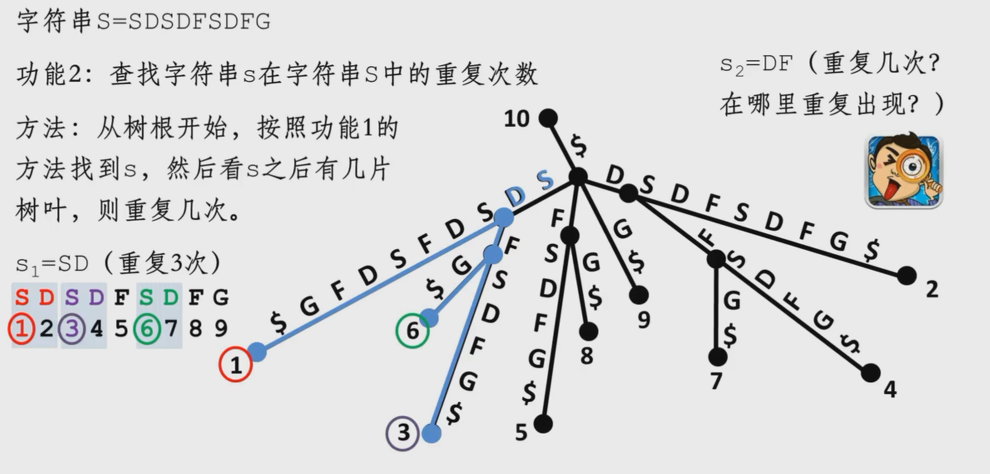 字符串S=SDSDFSDFG
功能2：查找字符串s在字符串S中的重复次数
s₂=DF（重复几次？
在哪里重复出现？）
方法：从树根开始，按照功能1的
方法找到s，然后看s之后有几片
树叶，则重复几次。
s₁=SD（重复3次）
S D S D F S D F G
1 2 3 4 5 6 7 8 9
10
$
S D
S D F S D F G $
1
F
G $
6
S D F G $
3
F
S D F G $
5
G $
8
G $
9
D
S D F S D F G $
2
F
G $
7
S D F G $
4